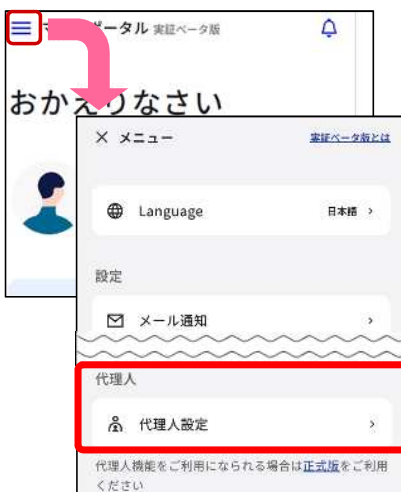 ータル 実証ベータ版
おかえりなさい
× メニュー 実証ベータ版とは
Language 日本語 >
設定
メール通知 >
代理人
代理人設定 >
代理人機能をご利用になられる場合は正式版をご利用
ください